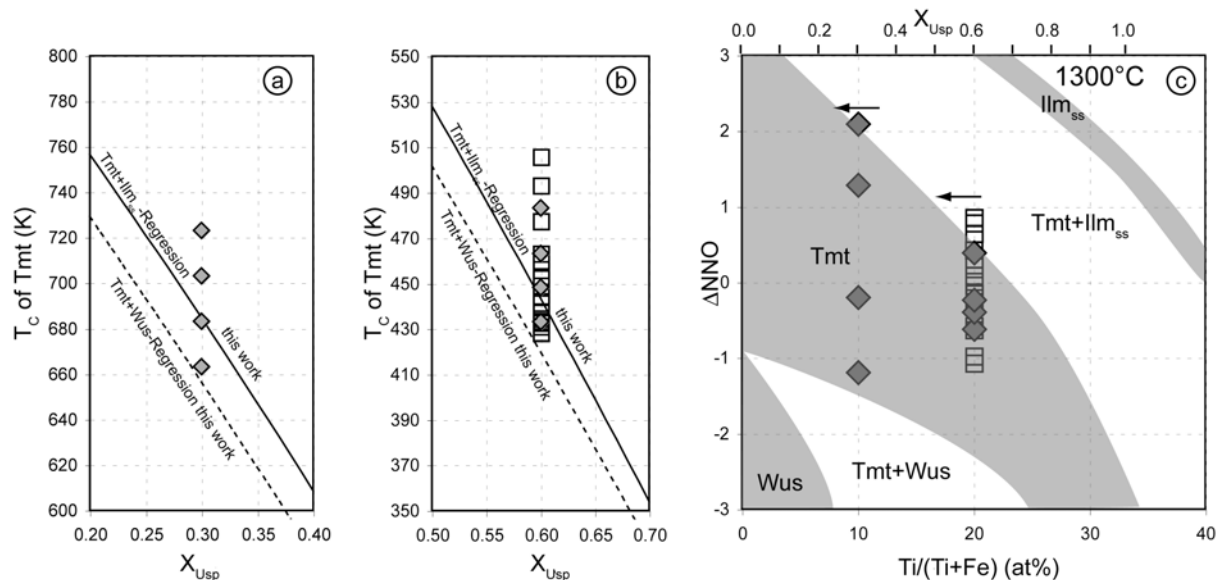 800
780
760
740
720
700
680
660
640
620
600
T_C of Tmt (K)
0.20
0.25
0.30
0.35
0.40
X_Usp
a
Tmt+Ilm_ss-Regression
this work
Tmt+Wus-Regression this work
550
530
510
490
470
450
430
410
390
370
350
T_C of Tmt (K)
0.50
0.55
0.60
0.65
0.70
X_Usp
b
Tmt+Ilm_ss-Regression
this work
Tmt+Wus-Regression this work
X_Usp
0.0
0.2
0.4
0.6
0.8
1.0
1300°C
c
3
2
1
0
-1
-2
-3
ΔNNO
Ilm_ss
Tmt+Ilm_ss
Tmt
Tmt+Wus
Wus
0
10
20
30
40
Ti/(Ti+Fe) (at%)